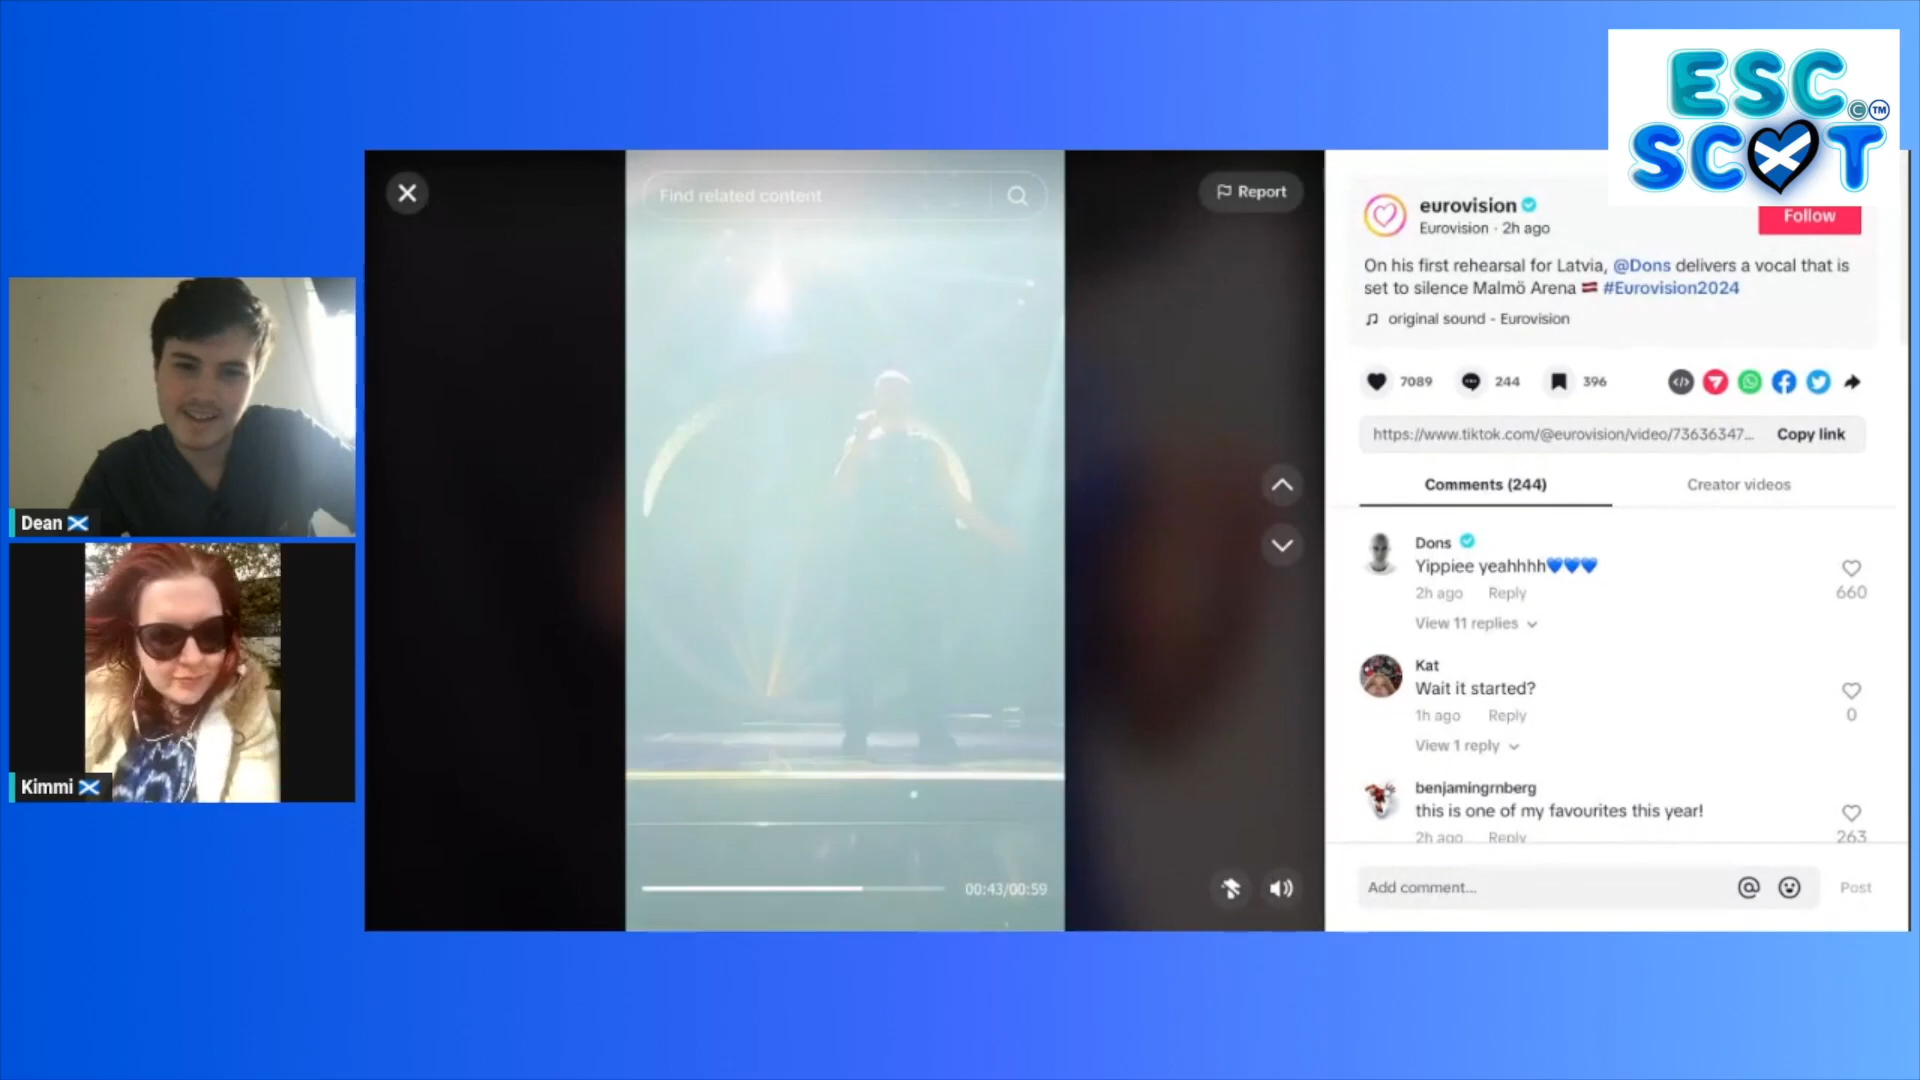 ESC
SCOT
©™
Find related content
Report
eurovision
Eurovision · 2h ago
Follow
On his first rehearsal for Latvia, @Dons delivers a vocal that is
set to silence Malmö Arena 🇱🇻 #Eurovision2024
original sound - Eurovision
7089
244
396
https://www.tiktok.com/@eurovision/video/73636347...
Copy link
Comments (244)
Creator videos
Dons
Yippiee yeahhhh💙💙💙
2h ago Reply
660
View 11 replies
Kat
Wait it started?
1h ago Reply
0
View 1 reply
benjamingrnberg
this is one of my favourites this year!
2h ago Reply
263
00:43/00:59
Add comment...
Post
Dean
Kimmi